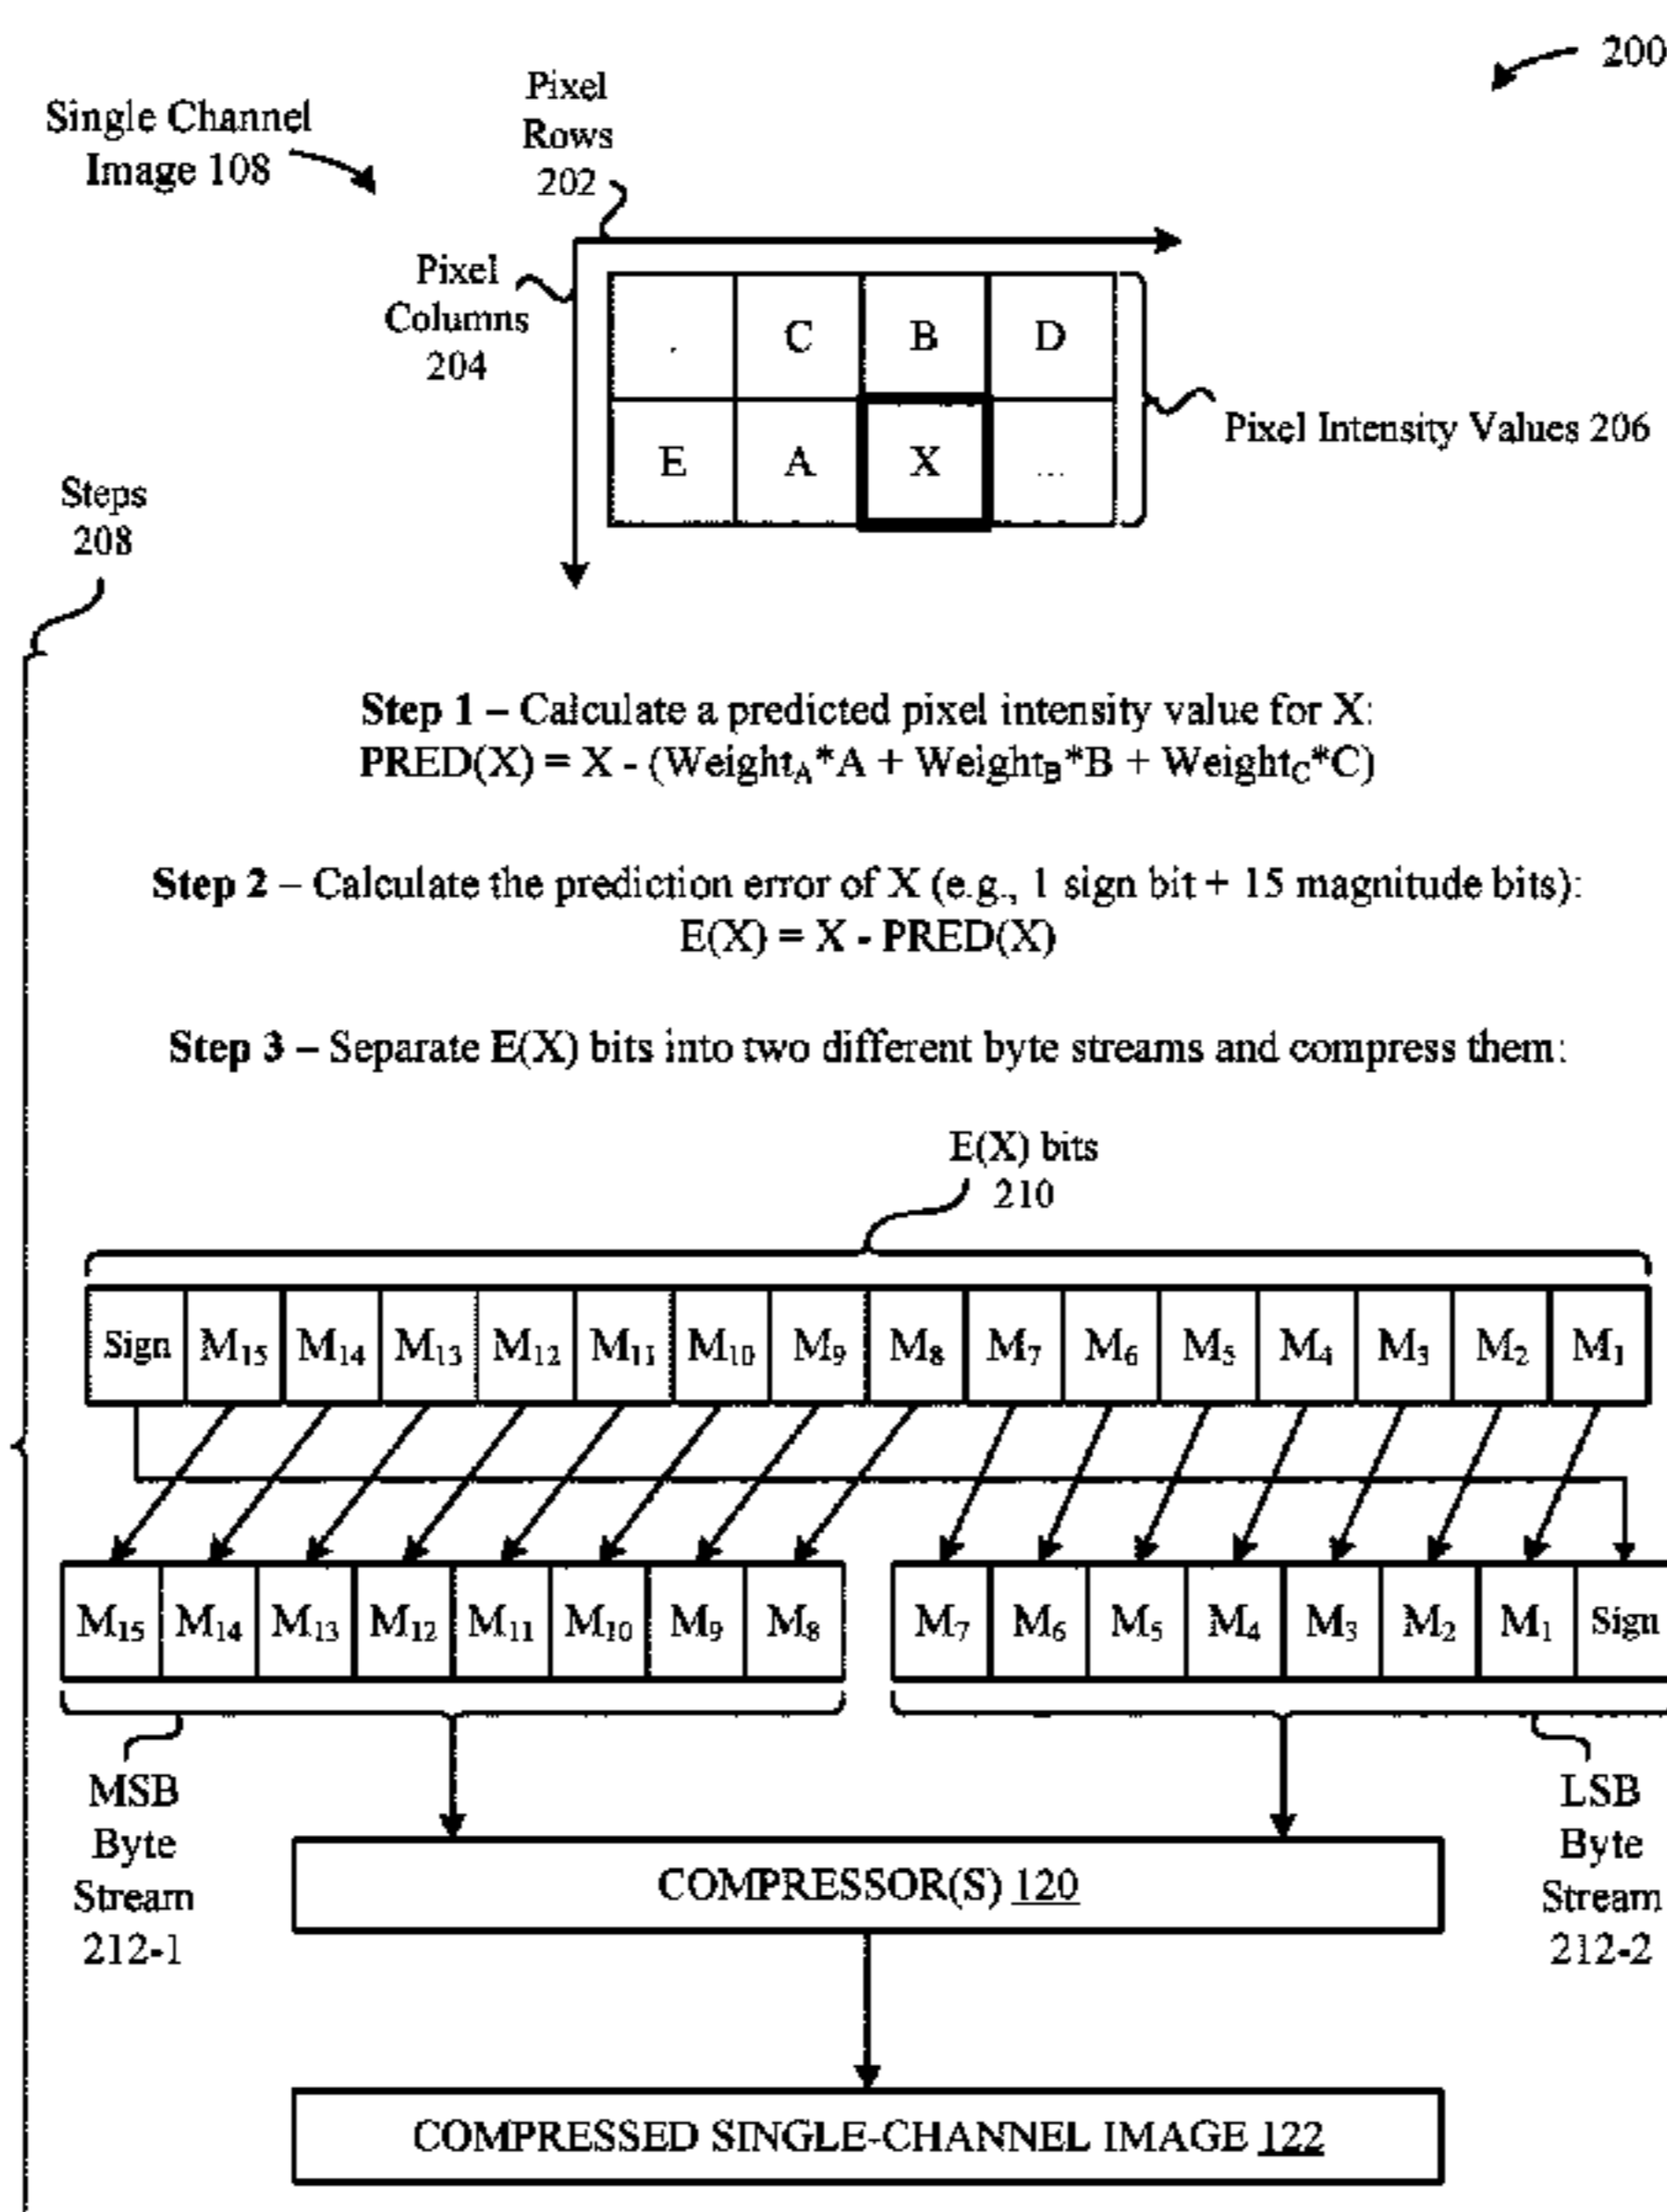 200
Single Channel
Image 108
Pixel
Rows
202
Pixel
Columns
204
. C B D
E A X ...
Pixel Intensity Values 206
Steps
208
Step 1 – Calculate a predicted pixel intensity value for X:
PRED(X) = X - (Weight_A*A + Weight_B*B + Weight_C*C)
Step 2 – Calculate the prediction error of X (e.g., 1 sign bit + 15 magnitude bits):
E(X) = X - PRED(X)
Step 3 – Separate E(X) bits into two different byte streams and compress them:
E(X) bits
210
Sign M₁₅ M₁₄ M₁₃ M₁₂ M₁₁ M₁₀ M₉ M₈ M₇ M₆ M₅ M₄ M₃ M₂ M₁
M₁₅ M₁₄ M₁₃ M₁₂ M₁₁ M₁₀ M₉ M₈ M₇ M₆ M₅ M₄ M₃ M₂ M₁ Sign
MSB
Byte
Stream
212-1
LSB
Byte
Stream
212-2
COMPRESSOR(S) 120
COMPRESSED SINGLE-CHANNEL IMAGE 122